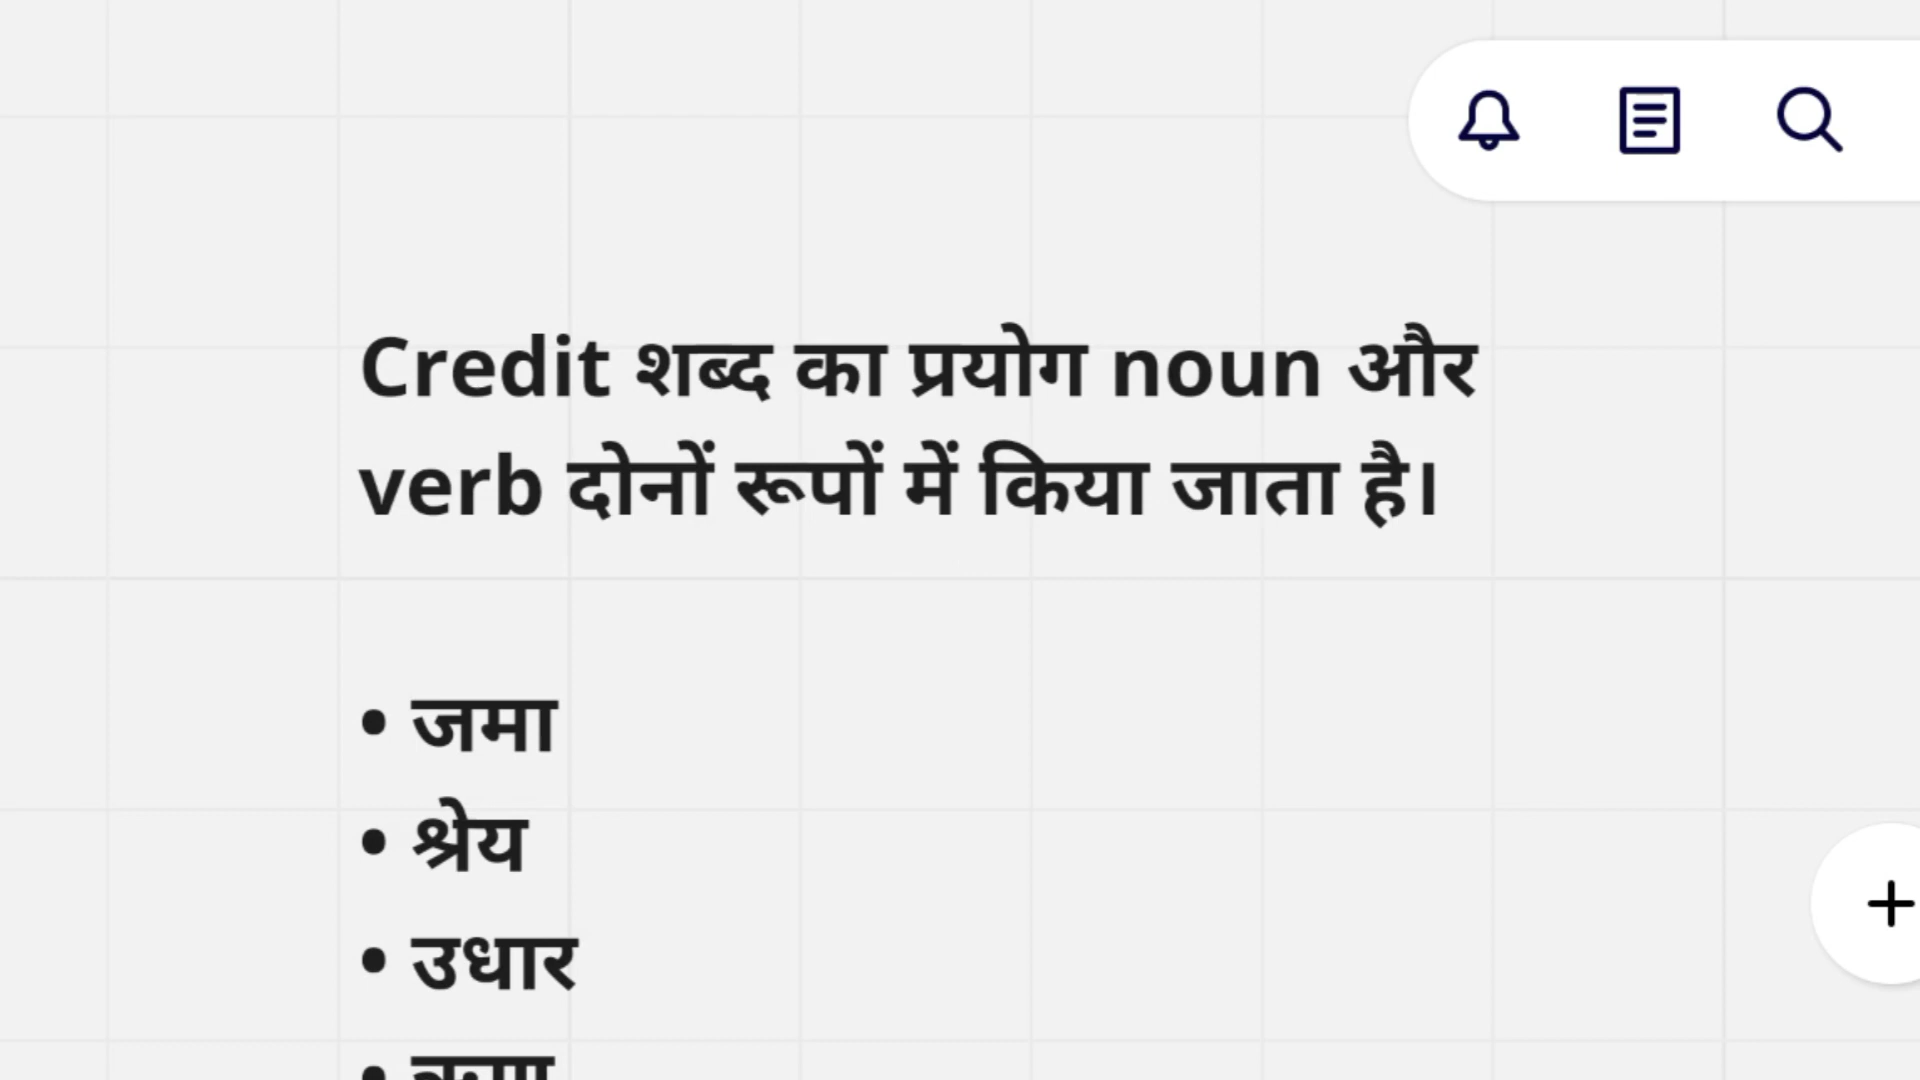 Credit शब्द का प्रयोग noun और
verb दोनों रूपों में किया जाता है।
• जमा
• श्रेय
• उधार